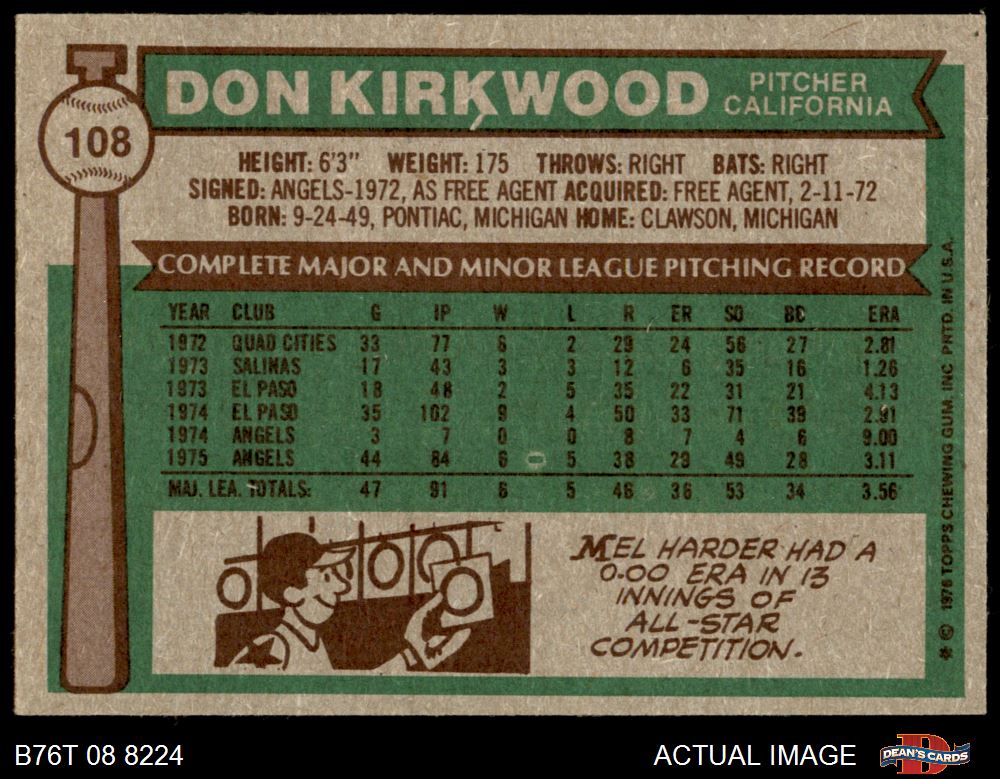 108
DON KIRKWOOD
PITCHER
CALIFORNIA
HEIGHT: 6'3" WEIGHT: 175 THROWS: RIGHT BATS: RIGHT
SIGNED: ANGELS-1972, AS FREE AGENT ACQUIRED: FREE AGENT, 2-11-72
BORN: 9-24-49, PONTIAC, MICHIGAN HOME: CLAWSON, MICHIGAN
COMPLETE MAJOR AND MINOR LEAGUE PITCHING RECORD
YEAR CLUB G IP W L R ER SO BB ERA
1972 QUAD CITIES 33 77 6 2 29 24 56 27 2.81
1973 SALINAS 17 43 3 3 12 6 35 16 1.26
1973 EL PASO 18 48 2 5 35 22 31 21 4.13
1974 EL PASO 35 102 9 4 50 33 71 39 2.91
1974 ANGELS 3 7 0 0 8 7 4 6 9.00
1975 ANGELS 44 84 6 5 38 29 49 28 3.11
MAJ. LEA. TOTALS: 47 91 6 5 46 36 53 34 3.56
MEL HARDER HAD A
0.00 ERA IN 13
INNINGS OF
ALL-STAR
COMPETITION.
* © 1976 TOPPS CHEWING GUM, INC. PRTD. IN U.S.A.
B76T 08 8224
ACTUAL IMAGE
DEAN'S CARDS